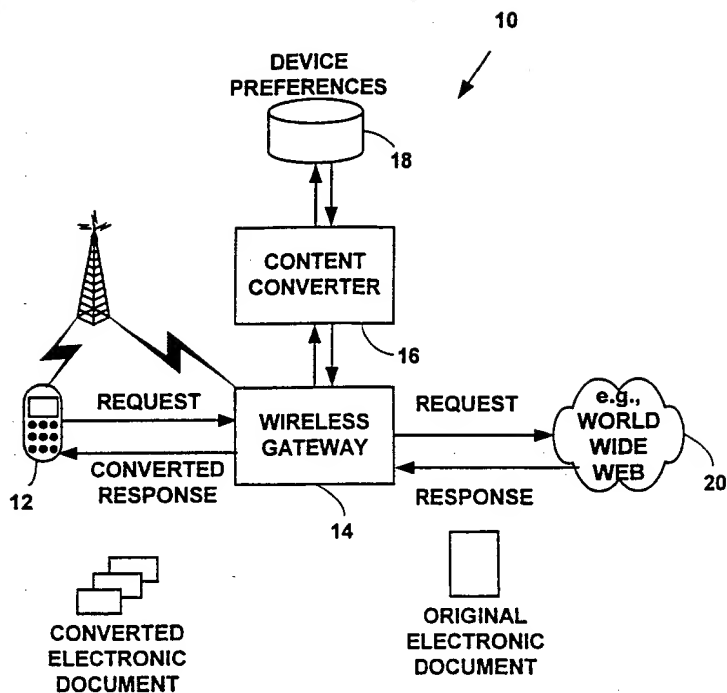 10
DEVICE
PREFERENCES
18
CONTENT
CONVERTER
16
REQUEST
WIRELESS
GATEWAY
REQUEST
e.g.,
WORLD
WIDE
WEB
CONVERTED
RESPONSE
RESPONSE
12
14
20
CONVERTED
ELECTRONIC
DOCUMENT
ORIGINAL
ELECTRONIC
DOCUMENT